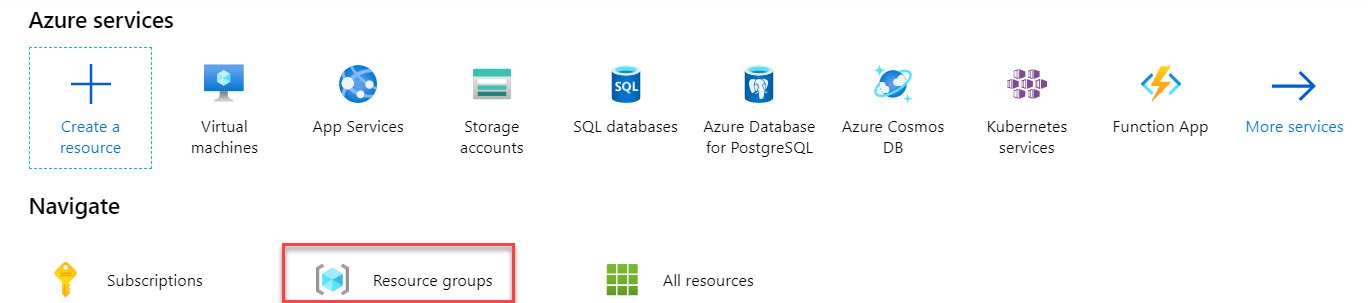 Azure services
Create a
resource
Virtual
machines
App Services
Storage
accounts
SQL
SQL databases
Azure Database
for PostgreSQL
Azure Cosmos
DB
Kubernetes
services
Function App
More services
Navigate
Subscriptions
Resource groups
All resources